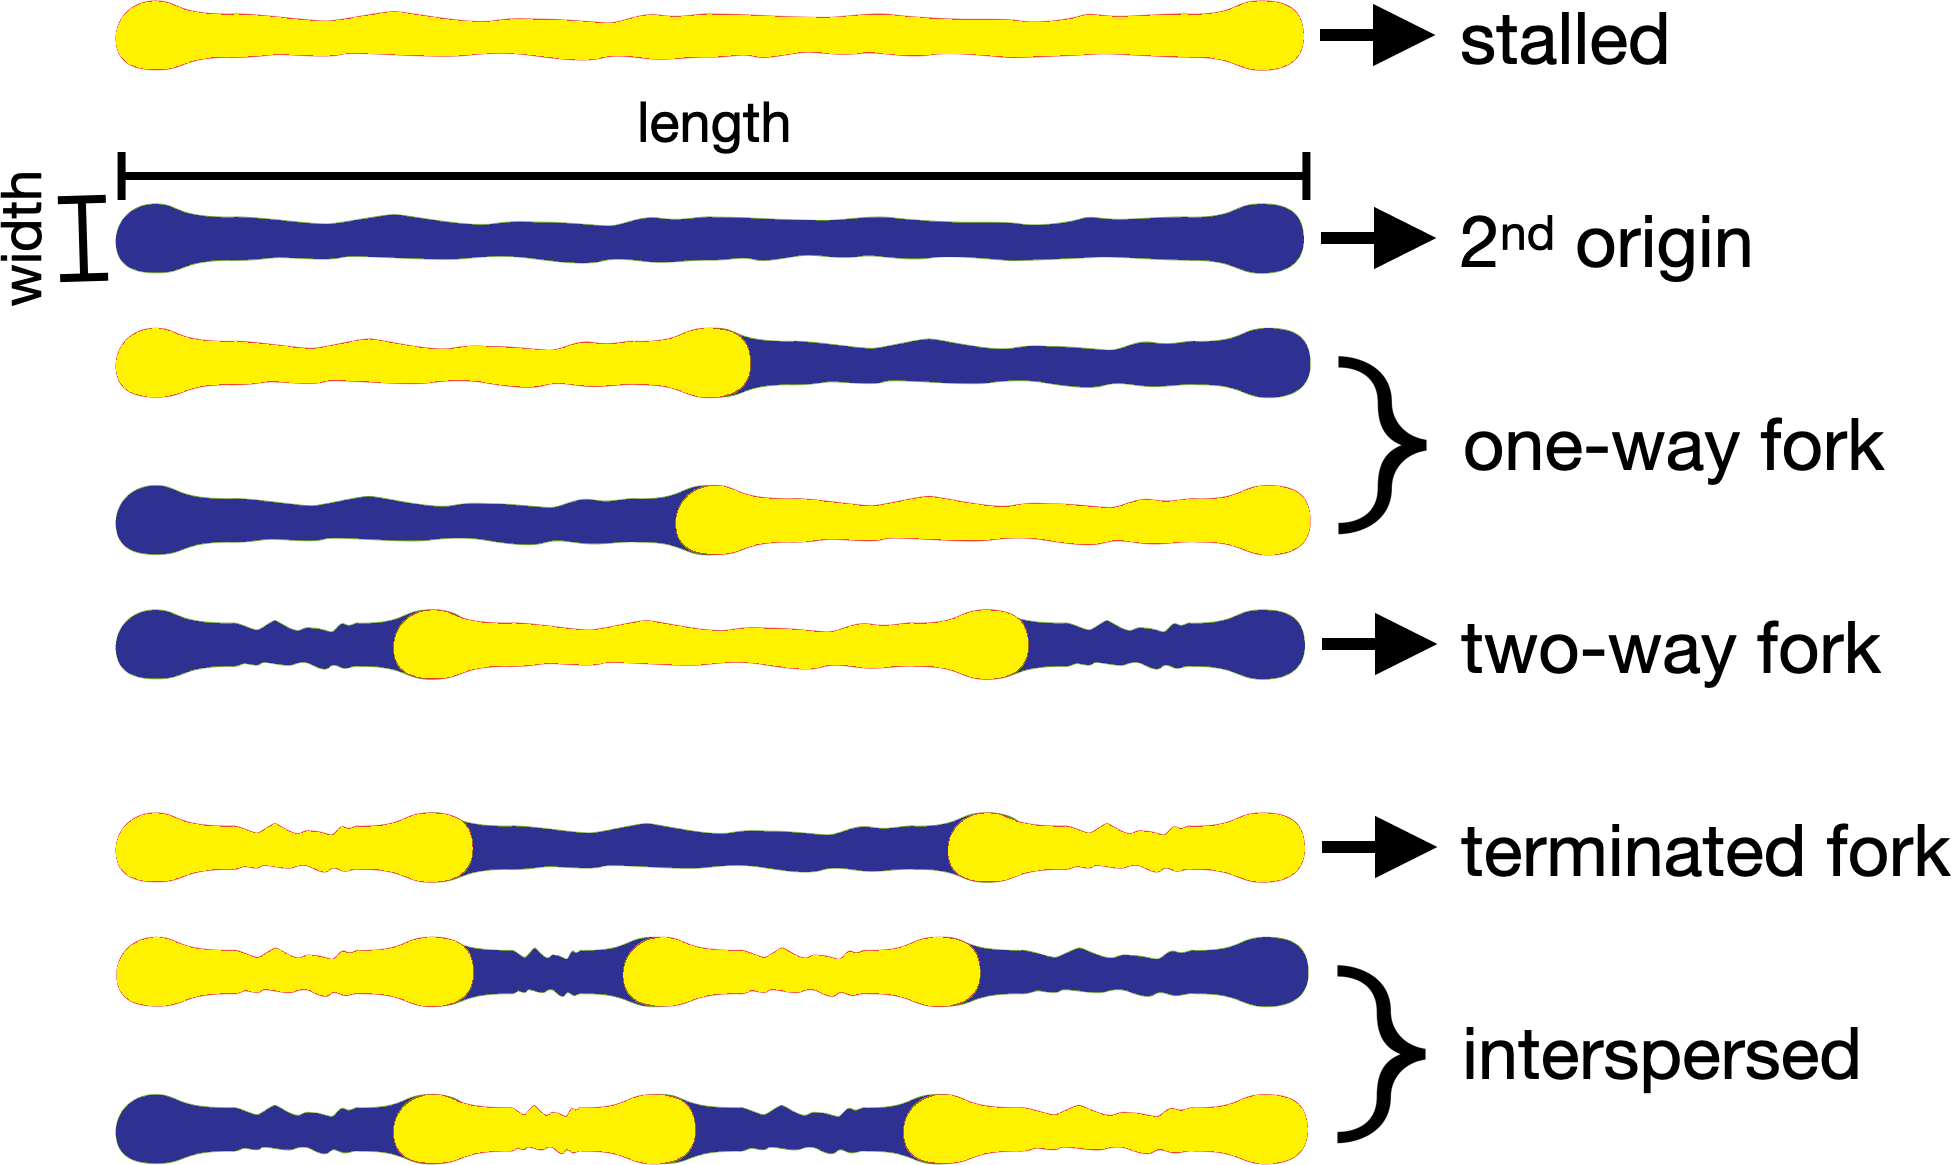 stalled
length
width
2nd origin
one-way fork
two-way fork
terminated fork
interspersed